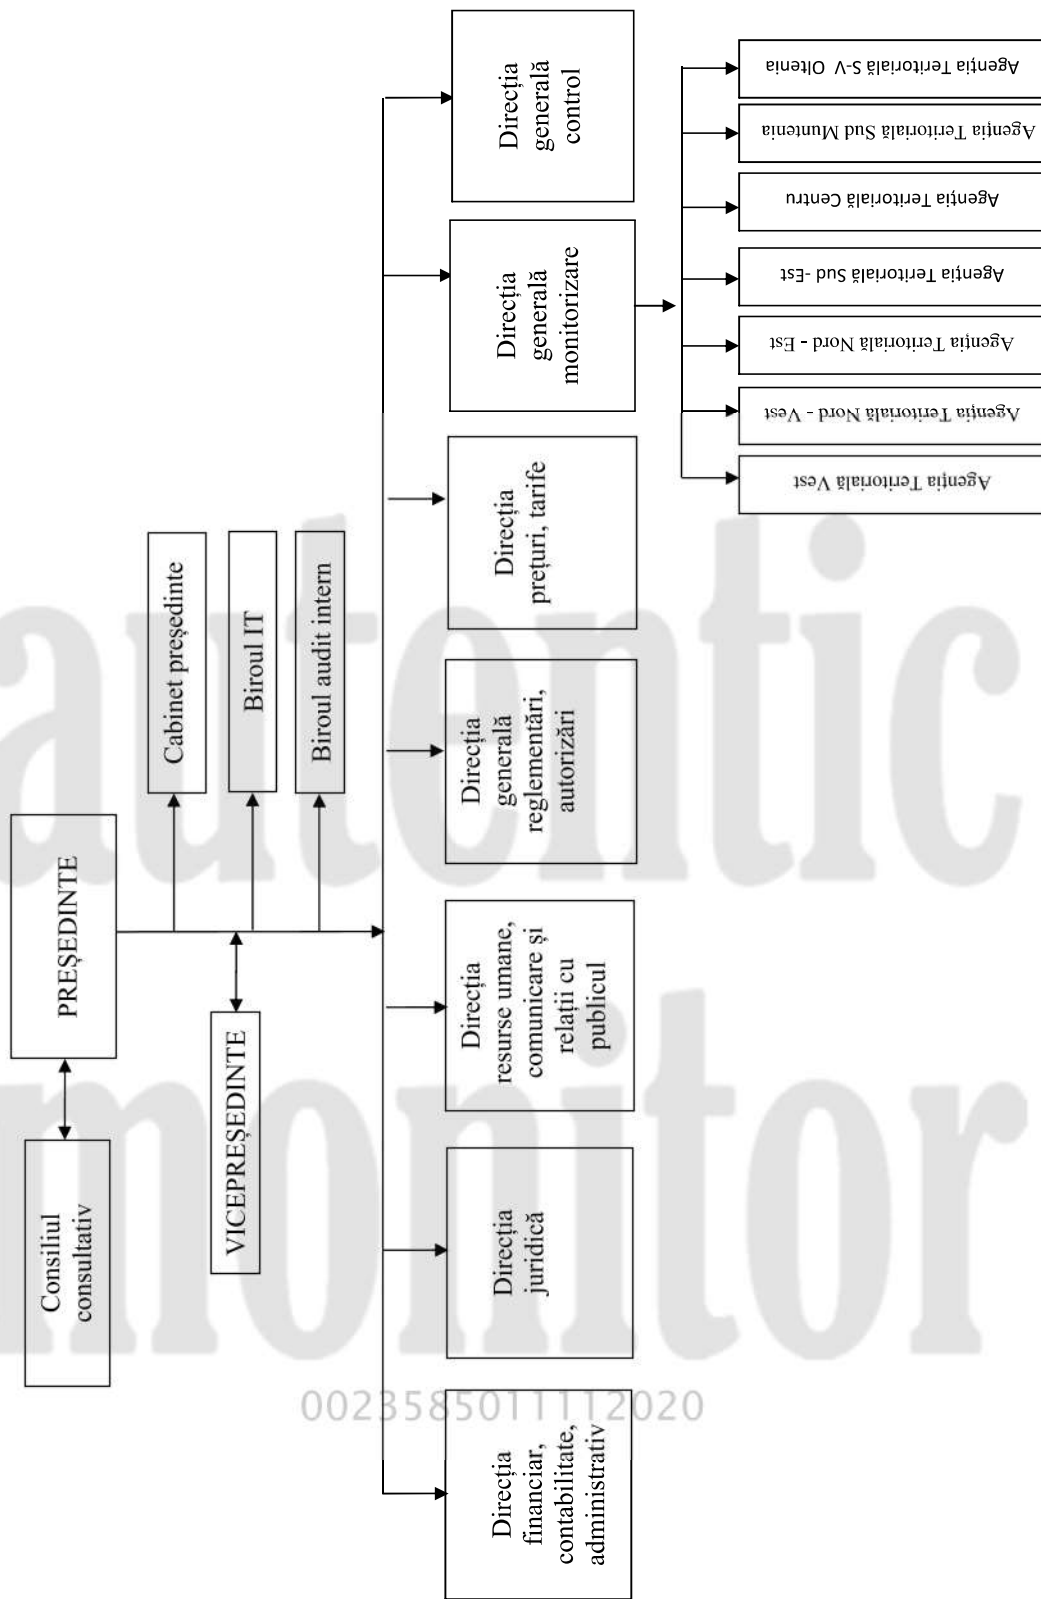 Consiliul
consultativ
PREȘEDINTE
VICEPREȘEDINTE
Cabinet președinte
Biroul IT
Biroul audit intern
Direcția
financiar,
contabilitate,
administrativ
Direcția
juridică
Direcția
resurse umane,
comunicare și
relații cu
publicul
Direcția
generală
reglementări,
autorizări
Direcția
prețuri, tarife
Direcția
generală
monitorizare
Direcția
generală
control
Agenția Teritorială Vest
Agenția Teritorială Nord - Vest
Agenția Teritorială Nord - Est
Agenția Teritorială Sud -Est
Agenția Teritorială Centru
Agenția Teritorială Sud Muntenia
Agenția Teritorială S-V Oltenia
autentic
monitor
0023585011112020